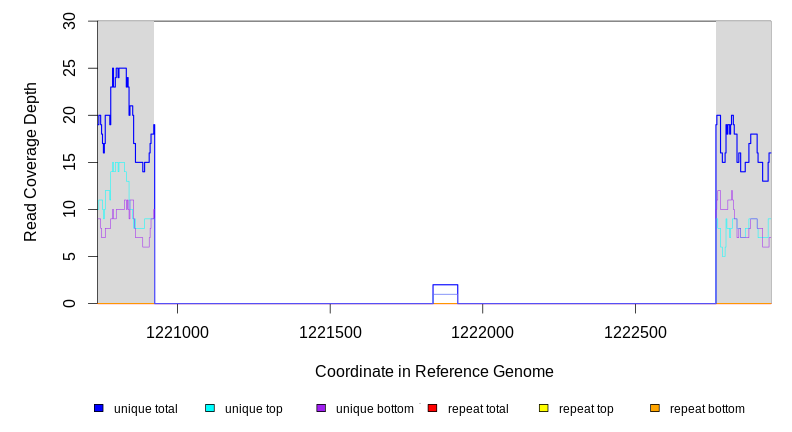 30
25
20
15
10
5
0
Read Coverage Depth
1221000 1221500 1222000 1222500
Coordinate in Reference Genome
unique total unique top unique bottom repeat total repeat top repeat bottom